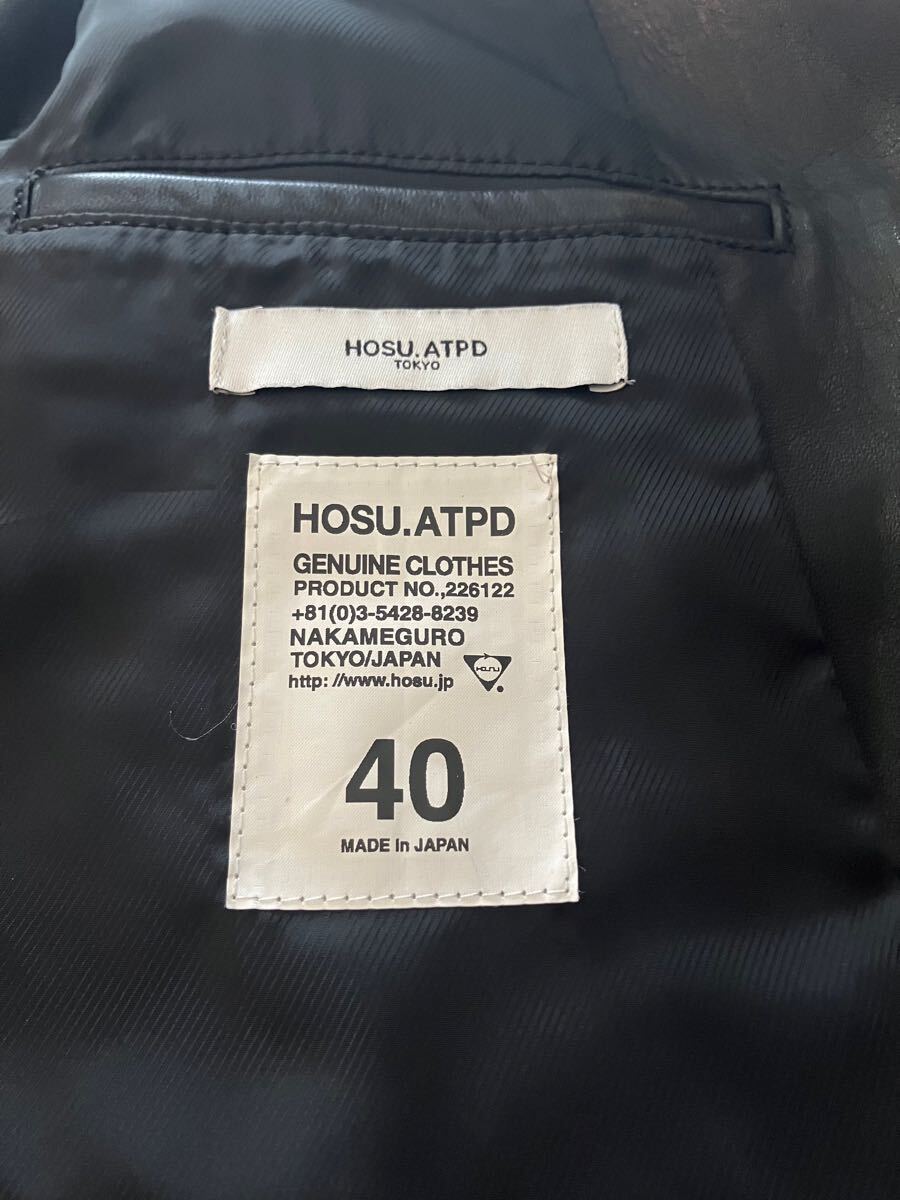 HOSU.ATPD
TOKYO
HOSU.ATPD
GENUINE CLOTHES
PRODUCT NO.,226122
+81(0)3-5428-8239
NAKAMEGURO
TOKYO/JAPAN
http: //www.hosu.jp
40
MADE In JAPAN